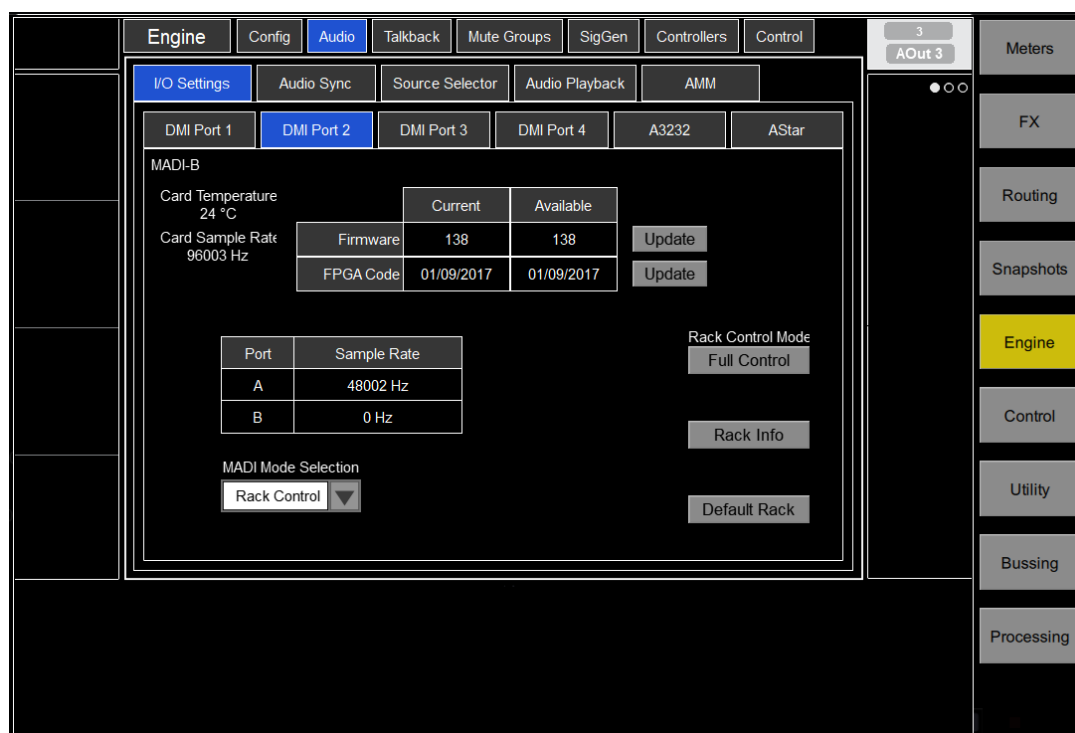 Engine Config Audio Talkback Mute Groups SigGen Controllers Control
3
AOut 3
Meters
I/O Settings Audio Sync Source Selector Audio Playback AMM
DMI Port 1 DMI Port 2 DMI Port 3 DMI Port 4 A3232 AStar
FX
MADI-B
Card Temperature
24 °C
Current Available
Routing
Card Sample Rate
96003 Hz
Firmware 138 138 Update
FPGA Code 01/09/2017 01/09/2017 Update
Snapshots
Rack Control Mode
Full Control
Engine
Port Sample Rate
A 48002 Hz
B 0 Hz
Control
Rack Info
MADI Mode Selection
Rack Control
Utility
Default Rack
Bussing
Processing